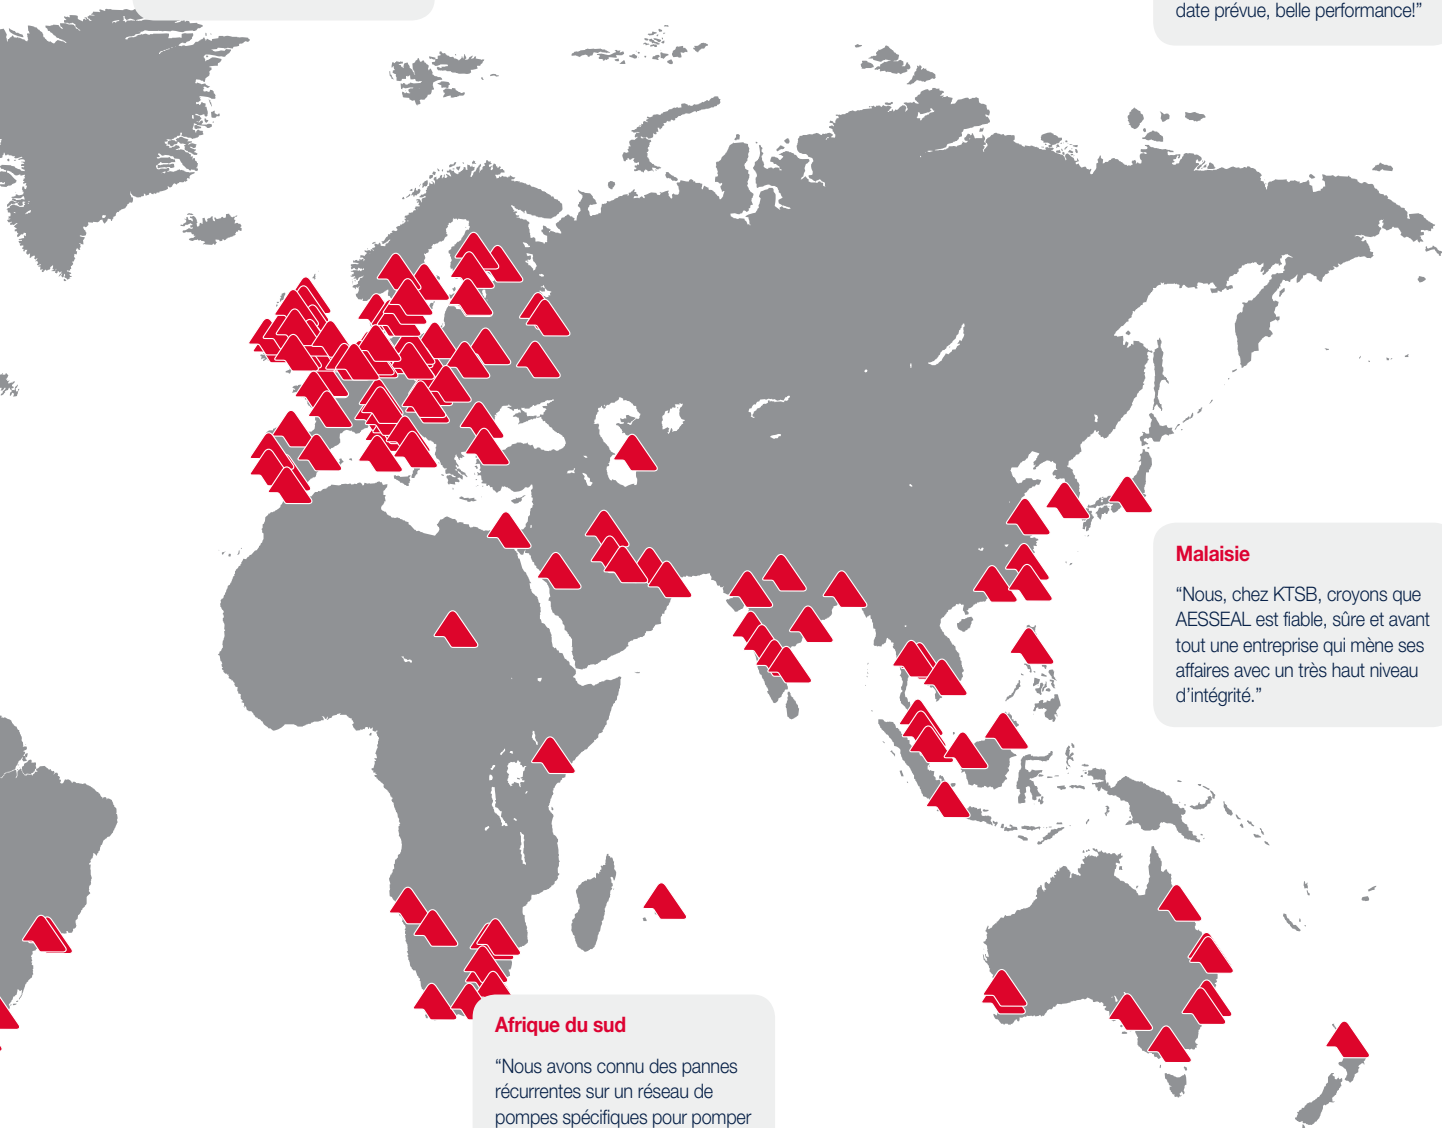 date prévue, belle performance!”
Malaisie
“Nous, chez KTSB, croyons que
AESSEAL est fiable, sûre et avant
tout une entreprise qui mène ses
affaires avec un très haut niveau
d’intégrité.”
Afrique du sud
“Nous avons connu des pannes
récurrentes sur un réseau de
pompes spécifiques pour pomper